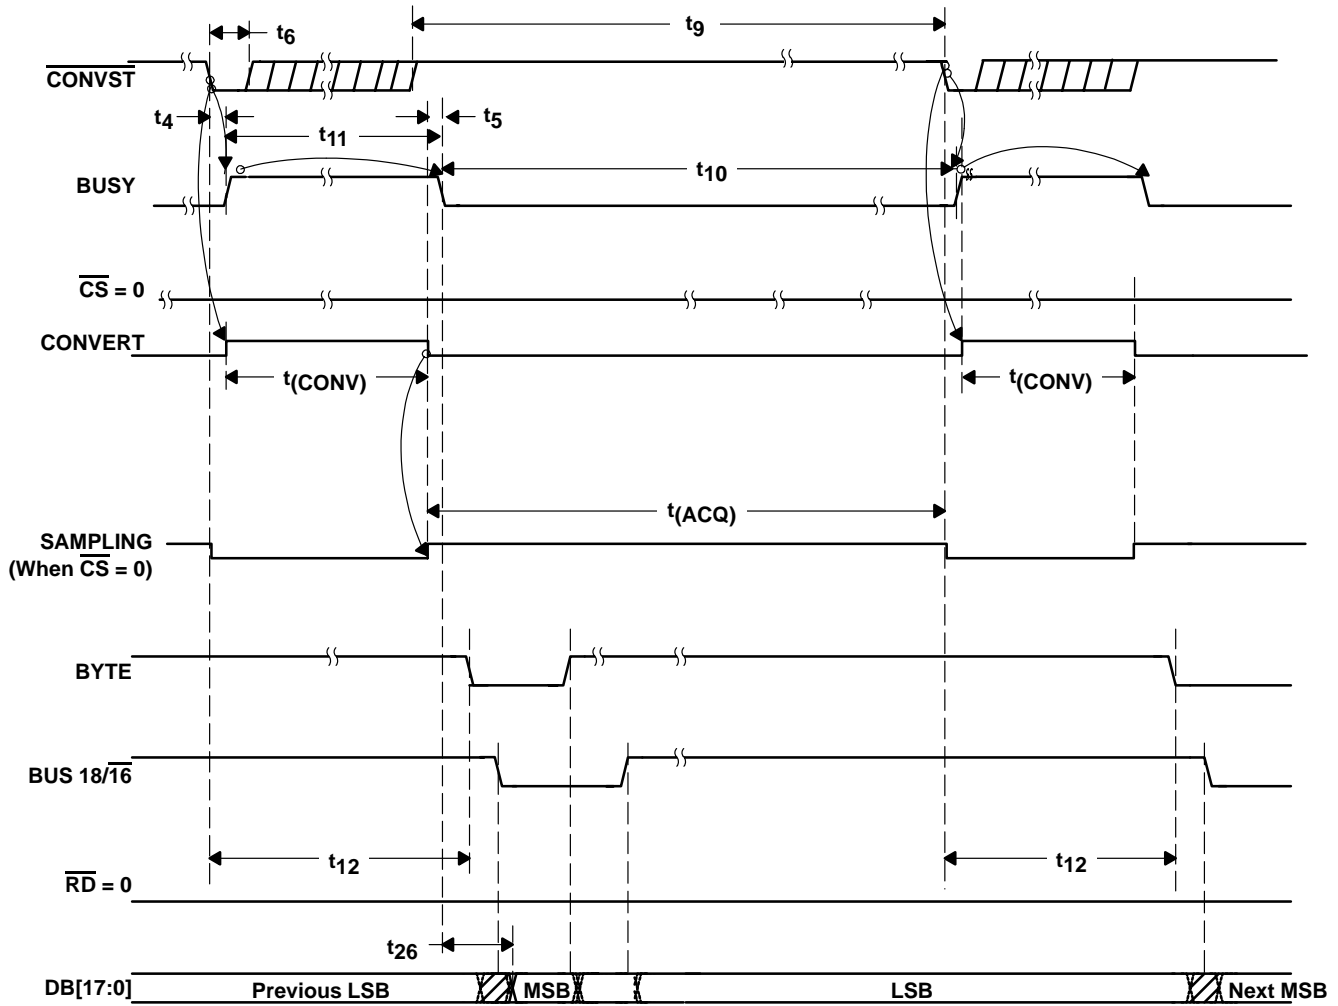 t9
t6
CONVST
t4
t5
t11
t10
BUSY
CS = 0
CONVERT
t(CONV)
t(CONV)
t(ACQ)
SAMPLING
(When CS = 0)
BYTE
BUS 18/16
t12
t12
RD = 0
t26
DB[17:0]
Previous LSB
MSB
LSB
Next MSB